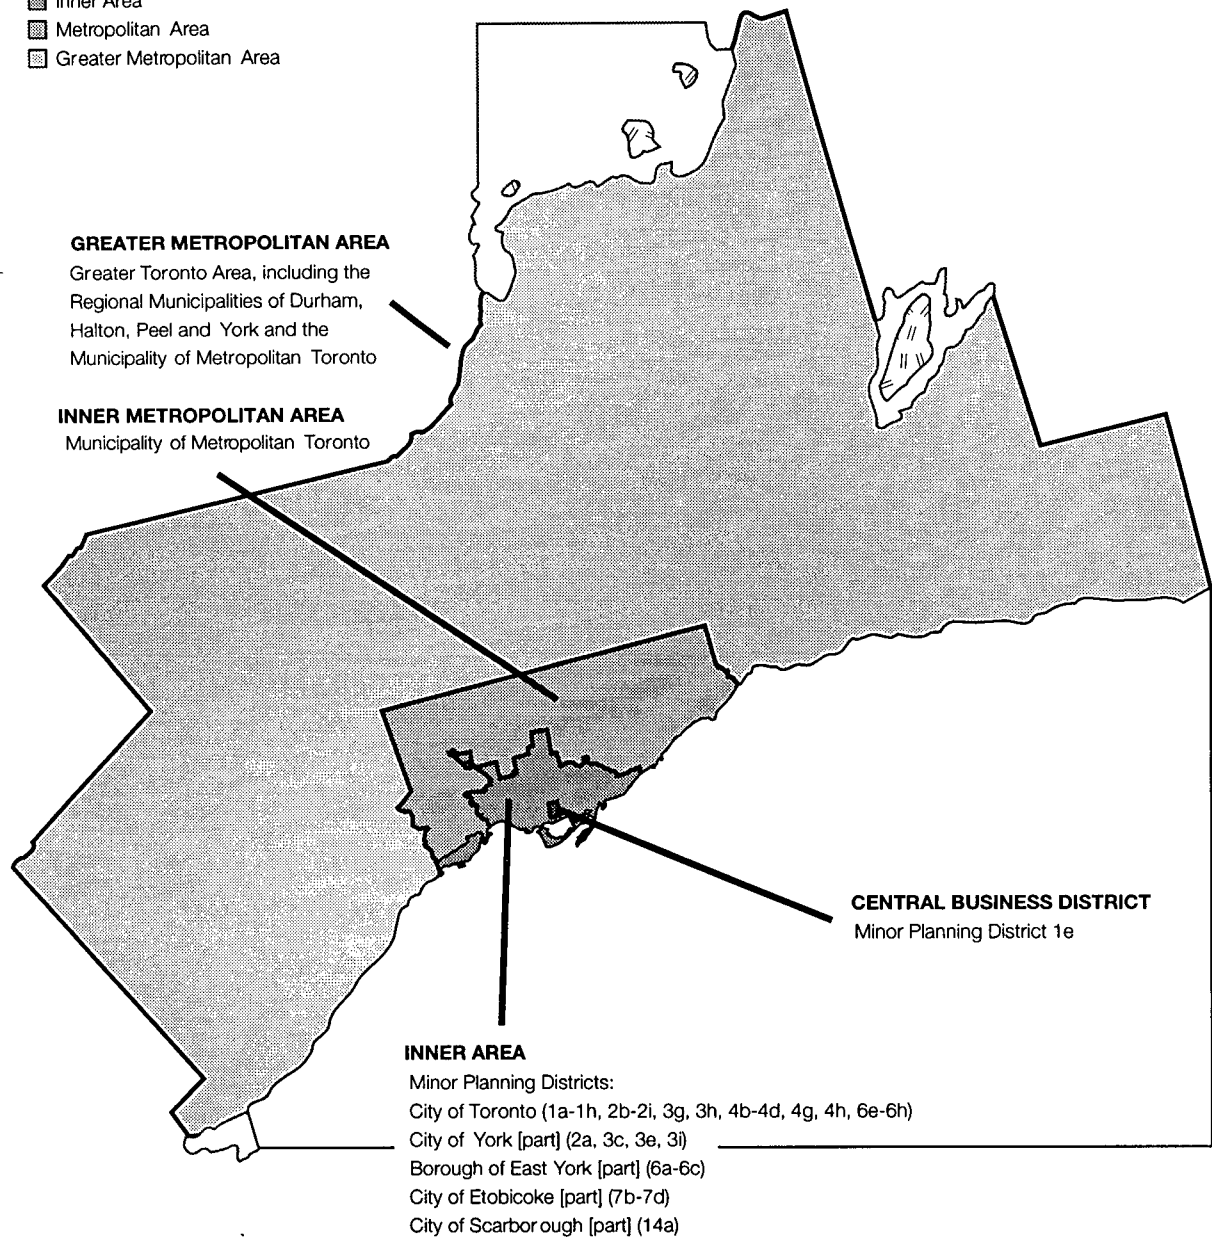 Inner Area
Metropolitan Area
Greater Metropolitan Area
GREATER METROPOLITAN AREA
Greater Toronto Area, including the
Regional Municipalities of Durham,
Halton, Peel and York and the
Municipality of Metropolitan Toronto
INNER METROPOLITAN AREA
Municipality of Metropolitan Toronto
CENTRAL BUSINESS DISTRICT
Minor Planning District 1e
INNER AREA
Minor Planning Districts:
City of Toronto (1a-1h, 2b-2i, 3g, 3h, 4b-4d, 4g, 4h, 6e-6h)
City of York [part] (2a, 3c, 3e, 3i)
Borough of East York [part] (6a-6c)
City of Etobicoke [part] (7b-7d)
City of Scarborough [part] (14a)